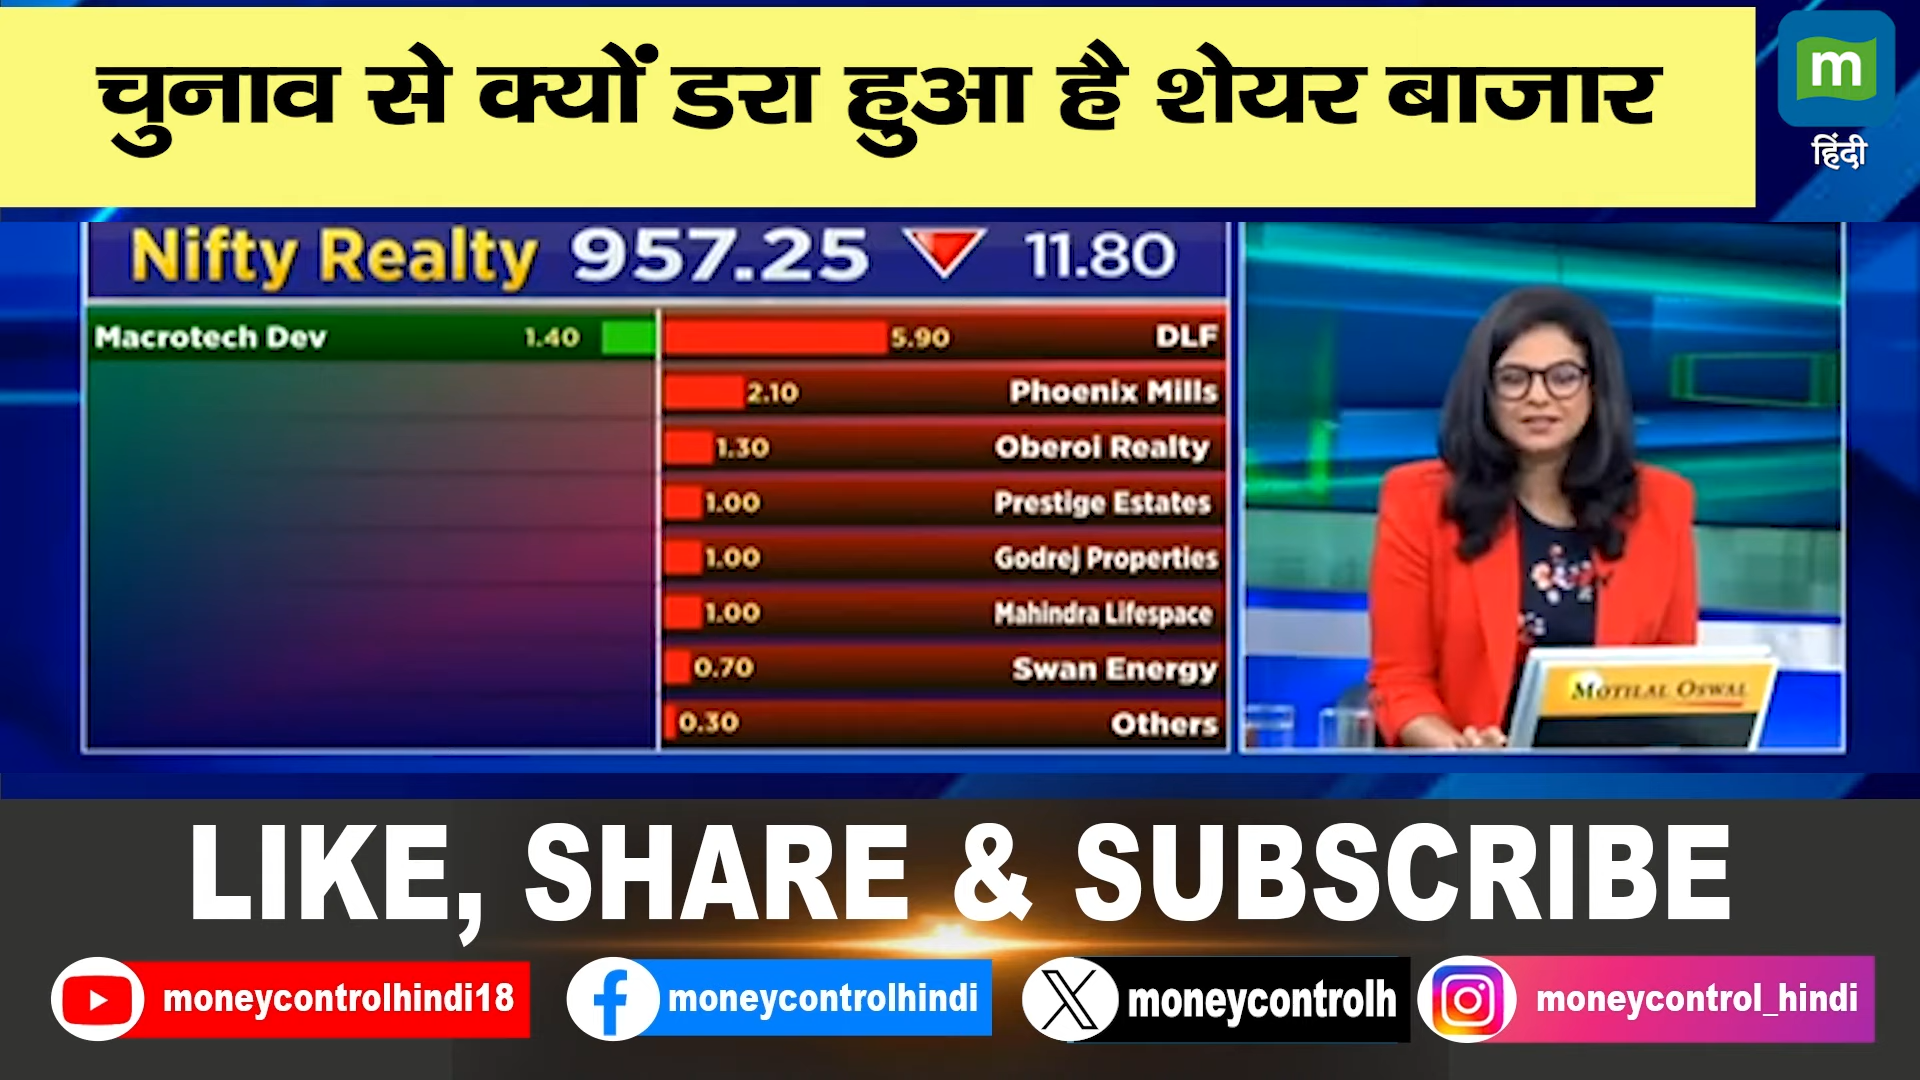 चुनाव से क्यों डरा हुआ है शेयर बाजार
m
हिंदी
Nifty Realty 957.25 11.80
Macrotech Dev 1.40 5.90 DLF
2.10 Phoenix Mills
1.30 Oberoi Realty
1.00 Prestige Estates
1.00 Godrej Properties
1.00 Mahindra Lifespace
0.70 Swan Energy
0.30 Others
MOTILAL OSWAL
LIKE, SHARE & SUBSCRIBE
moneycontrolhindi18 moneycontrolhindi moneycontrolh moneycontrol_hindi